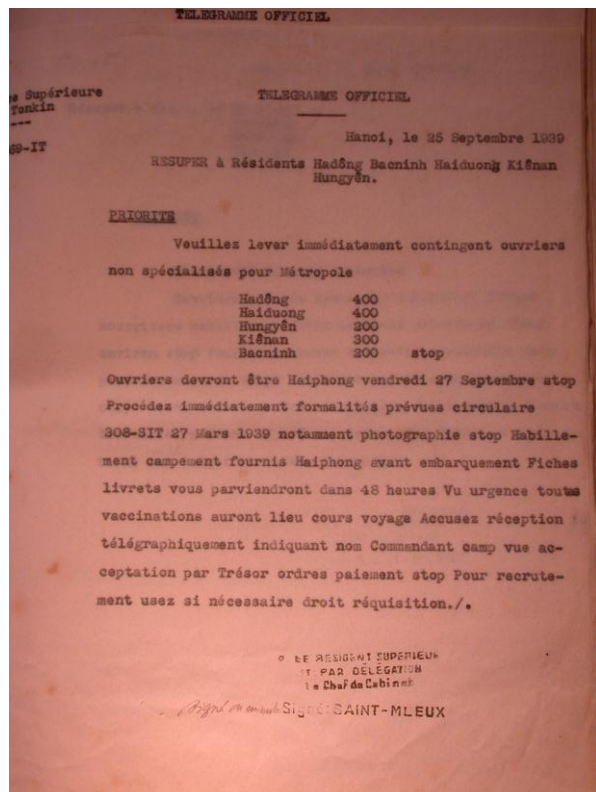 TELEGRAMME OFFICIEL
e Supérieure
Tonkin
69-IT
TELEGRAMME OFFICIEL
Hanoi, le 25 Septembre 1939
RESUPER à Résidents Hadông Bacninh Haiduong Kiênan
Hungyên.
PRIORITE
Veuillez lever immédiatement contingent ouvriers
non spécialisés pour Métropole
Hadông 400
Haiduong 400
Hungyên 200
Kiênan 300
Bacninh 200 stop
Ouvriers devront être Haiphong vendredi 27 Septembre stop
Procédez immédiatement formalités prévues circulaire
308-SIT 27 Mars 1939 notamment photographie stop Habille-
ment campement fournis Haiphong avant embarquement Fiches
livrets vous parviendront dans 48 heures Vu urgence toutes
vaccinations auront lieu cours voyage Accusez réception
télégraphiquement indiquant nom Commandant camp vue ac-
ceptation par Trésor ordres paiement stop Pour recrute-
ment usez si nécessaire droit réquisition./.
LE RESIDENT SUPERIEUR
ET PAR DÉLÉGATION
Le Chef du Cabinet
Signé SAINT-MLEUX